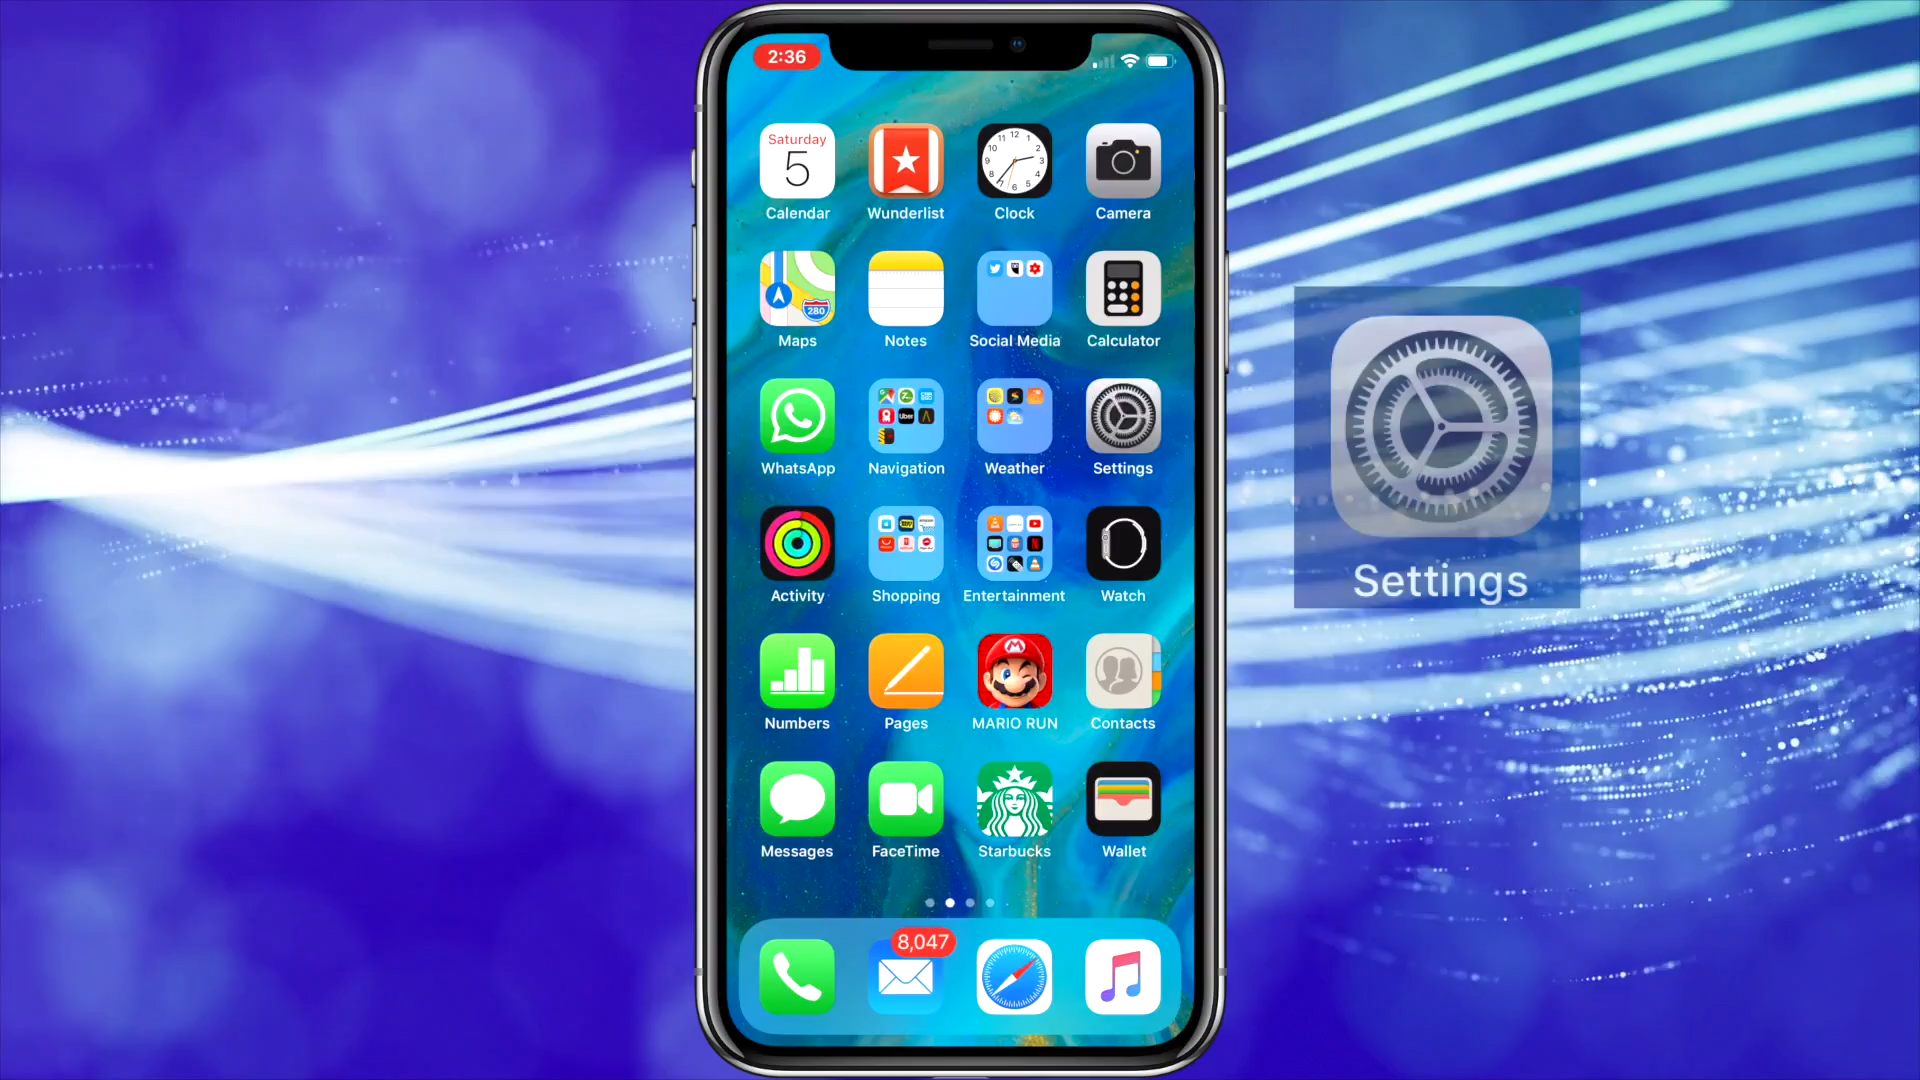 2:36
Saturday
5
Calendar Wunderlist Clock Camera
280
Maps Notes Social Media Calculator
WhatsApp Navigation Weather Settings
Settings
Activity Shopping Entertainment Watch
Numbers Pages MARIO RUN Contacts
Messages FaceTime Starbucks Wallet
8,047